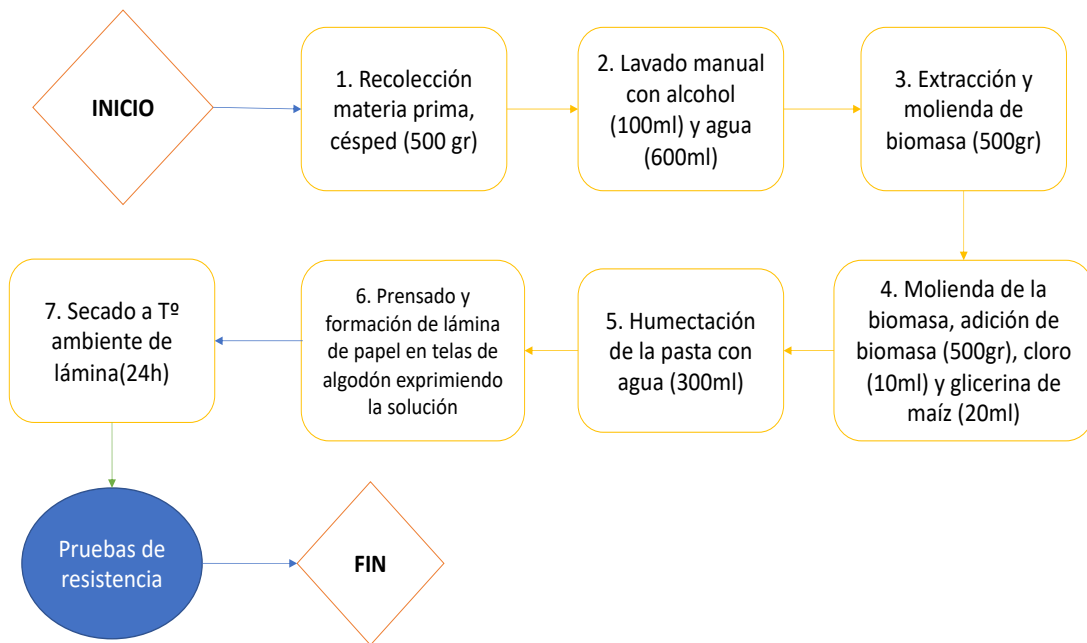 INICIO
1. Recolección
materia prima,
césped (500 gr)
2. Lavado manual
con alcohol
(100ml) y agua
(600ml)
3. Extracción y
molienda de
biomasa (500gr)
4. Molienda de la
biomasa, adición de
biomasa (500gr), cloro
(10ml) y glicerina de
maíz (20ml)
5. Humectación
de la pasta con
agua (300ml)
6. Prensado y
formación de lámina
de papel en telas de
algodón exprimiendo
la solución
7. Secado a Tº
ambiente de
lámina(24h)
Pruebas de
resistencia
FIN